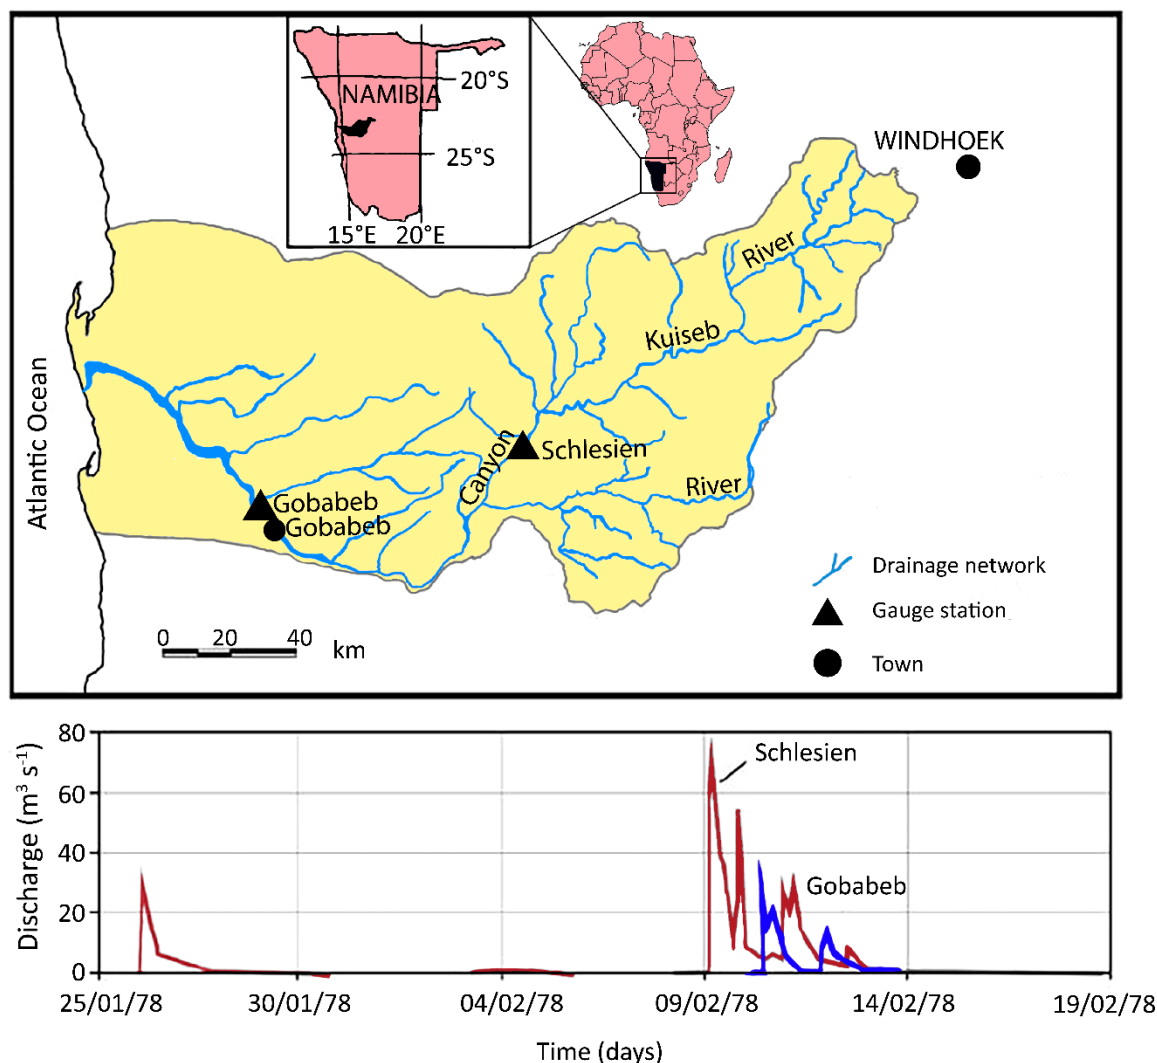 NAMIBIA
20°S
25°S
15°E
20°E
WINDHOEK
River
Kuiseb
Canyon
Schlesien
River
Gobabeb
Gobabeb
Atlantic Ocean
Drainage network
Gauge station
Town
0 20 40
km
Discharge (m³ s⁻¹)
80
60
40
20
0
Schlesien
Gobabeb
25/01/78 30/01/78 04/02/78 09/02/78 14/02/78 19/02/78
Time (days)